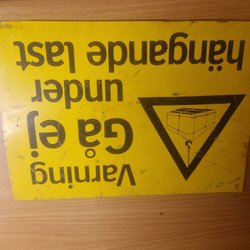 Varning
Gå ej
under
hängande last